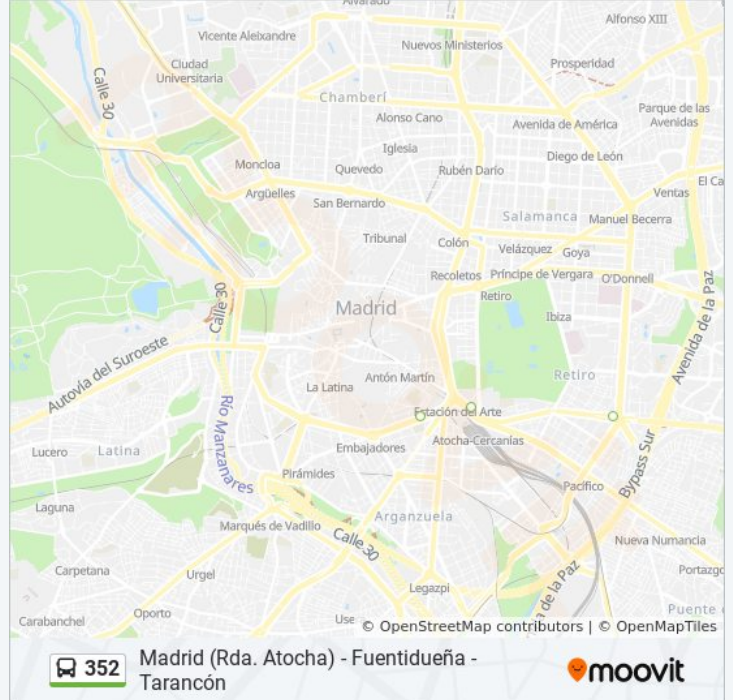 Alvarado
Alfonso XIII
Vicente Aleixandre
Nuevos Ministerios
Ciudad
Universitaria
Prosperidad
Calle 30
Chamberí
Parque de las
Avenidas
Alonso Cano
Avenida de América
Iglesia
Diego de León
Moncloa
Quevedo
Rubén Darío
El Ca
Argüelles
Ventas
San Bernardo
Salamanca
Manuel Becerra
Tribunal
Colón
Velázquez
Goya
Recoletos
Príncipe de Vergara
O'Donnell
Retiro
Calle 30
Madrid
Ibiza
Avenida de la Paz
Autovía del Suroeste
Antón Martín
Retiro
La Latina
Estación del Arte
Río Manzanares
Embajadores
Atocha-Cercanías
Lucero
Latina
Bypass Sur
Pirámides
Pacífico
Laguna
Arganzuela
Marqués de Vadillo
Calle 30
Nueva Numancia
Carpetana
Urgel
Portazgo
Legazpi
a de la Paz
Oporto
Puente
Carabanchel
Use
© OpenStreetMap contributors | © OpenMapTiles
352
Madrid (Rda. Atocha) - Fuentidueña -
Tarancón
moovit